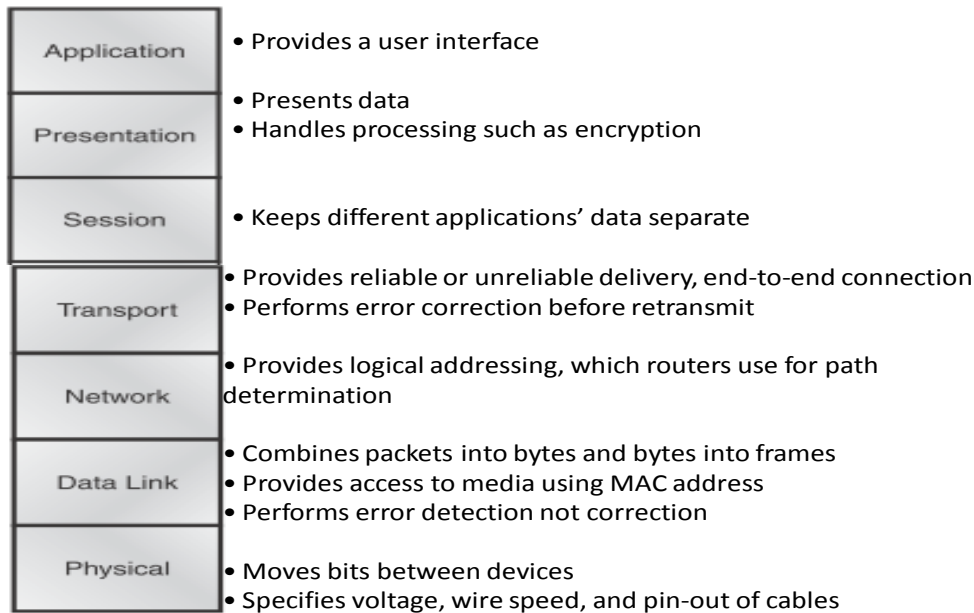 Application
• Provides a user interface
Presentation
• Presents data
• Handles processing such as encryption
Session
• Keeps different applications’ data separate
Transport
• Provides reliable or unreliable delivery, end-to-end connection
• Performs error correction before retransmit
Network
• Provides logical addressing, which routers use for path
determination
Data Link
• Combines packets into bytes and bytes into frames
• Provides access to media using MAC address
• Performs error detection not correction
Physical
• Moves bits between devices
• Specifies voltage, wire speed, and pin-out of cables